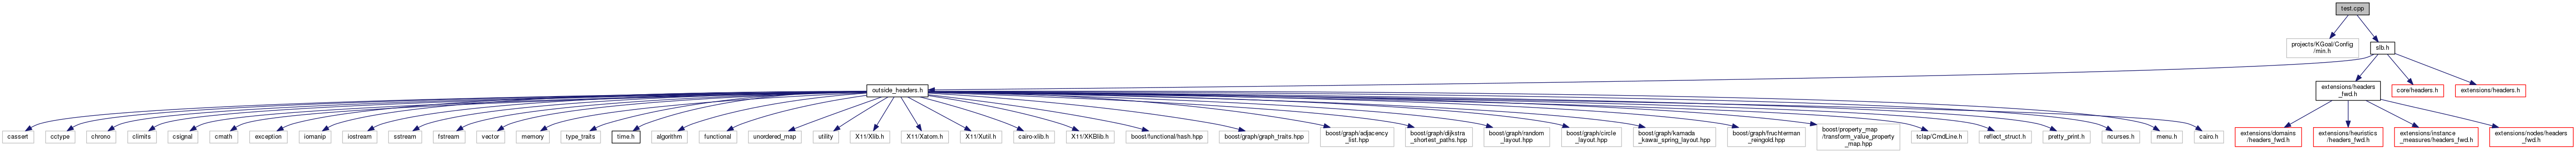 test.cpp
projects/KGoal/Config
/min.h
slb.h
outside_headers.h
extensions/headers
_fwd.h
core/headers.h
extensions/headers.h
cassert
cctype
chrono
climits
csignal
cmath
exception
iomanip
iostream
sstream
fstream
vector
memory
type_traits
time.h
algorithm
functional
unordered_map
utility
X11/Xlib.h
X11/Xatom.h
X11/Xutil.h
cairo-xlib.h
X11/XKBlib.h
boost/functional/hash.hpp
boost/graph/graph_traits.hpp
boost/graph/adjacency
_list.hpp
boost/graph/dijkstra
_shortest_paths.hpp
boost/graph/random
_layout.hpp
boost/graph/circle
_layout.hpp
boost/graph/kamada
_kawai_spring_layout.hpp
boost/graph/fruchterman
_reingold.hpp
boost/property_map
/transform_value_property
_map.hpp
tclap/CmdLine.h
reflect_struct.h
pretty_print.h
ncurses.h
menu.h
cairo.h
extensions/domains
/headers_fwd.h
extensions/heuristics
/headers_fwd.h
extensions/instance
_measures/headers_fwd.h
extensions/nodes/headers
_fwd.h